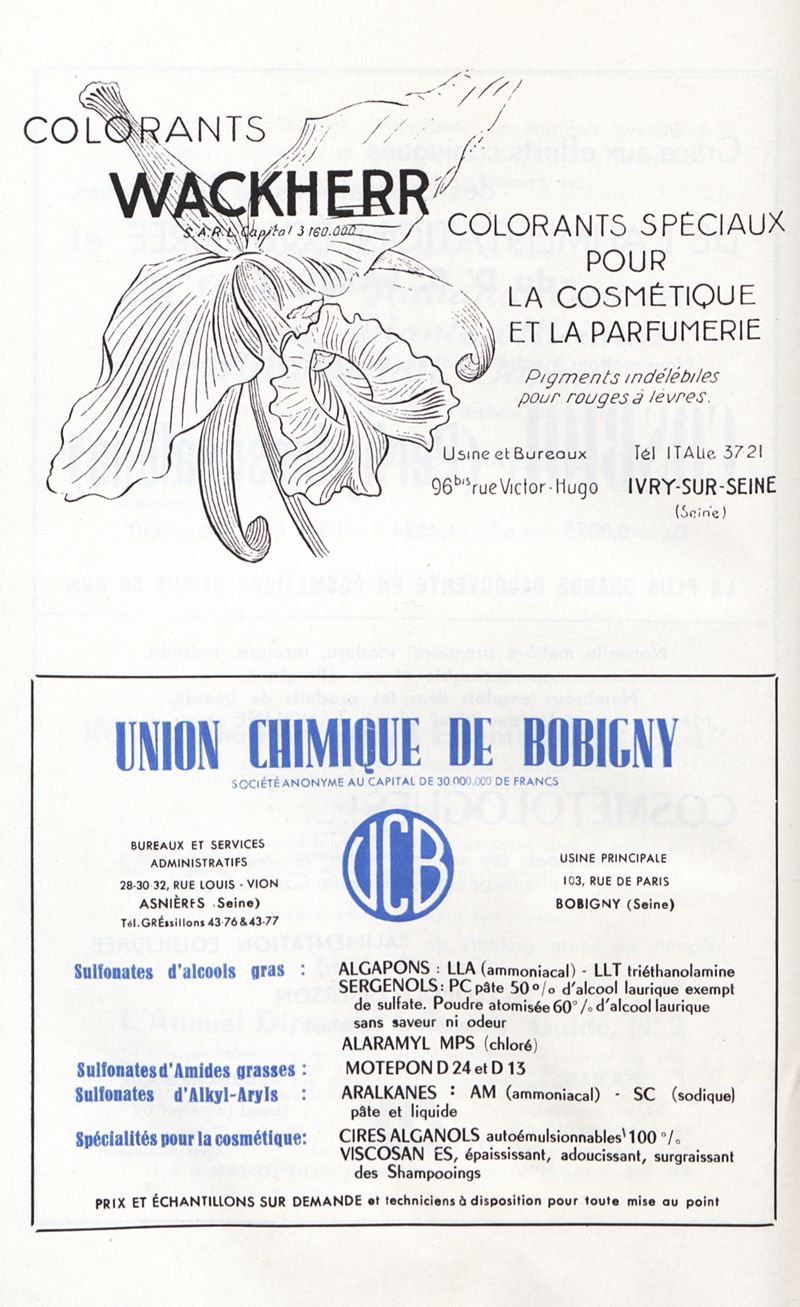 COLORANTS
WACKHERR
S.A.R.L. Capital 3.160.000
COLORANTS SPÉCIAUX
POUR
LA COSMÉTIQUE
ET LA PARFUMERIE
Pigments indélébiles
pour rouges à lèvres.
Usine et Bureaux Tél ITALie 37-21
96 bis rue Victor-Hugo IVRY-SUR-SEINE
(Seine)
UNION CHIMIQUE DE BOBIGNY
SOCIÉTÉ ANONYME AU CAPITAL DE 30.000.000 DE FRANCS
BUREAUX ET SERVICES
ADMINISTRATIFS
28-30-32, RUE LOUIS - VION
ASNIÈRES (Seine)
Tél. GRÉsillons 43-76 & 43-77
UCB
USINE PRINCIPALE
103, RUE DE PARIS
BOBIGNY (Seine)
Sulfonates d'alcools gras : ALGAPONS : LLA (ammoniacal) - LLT triéthanolamine
SERGENOLS : PC pâte 50 % d'alcool laurique exempt
de sulfate. Poudre atomisée 60 % d'alcool laurique
sans saveur ni odeur
ALARAMYL MPS (chloré)
Sulfonates d'Amides grasses : MOTEPON D 24 et D 13
Sulfonates d'Alkyl-Aryls : ARALKANES : AM (ammoniacal) - SC (sodique)
pâte et liquide
Spécialités pour la cosmétique: CIRES ALGANOLS autoémulsionnables 100 %
VISCOSAN ES, épaississant, adoucissant, surgraissant
des Shampooings
PRIX ET ÉCHANTILLONS SUR DEMANDE et techniciens à disposition pour toute mise au point